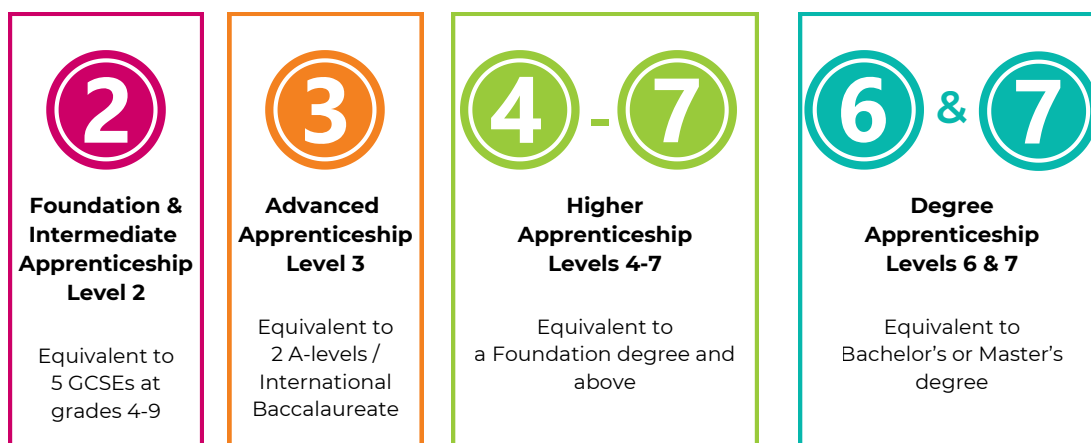 2
Foundation &
Intermediate
Apprenticeship
Level 2
Equivalent to
5 GCSEs at
grades 4-9
3
Advanced
Apprenticeship
Level 3
Equivalent to
2 A-levels /
International
Baccalaureate
4 - 7
Higher
Apprenticeship
Levels 4-7
Equivalent to
a Foundation degree and
above
6 & 7
Degree
Apprenticeship
Levels 6 & 7
Equivalent to
Bachelor’s or Master’s
degree